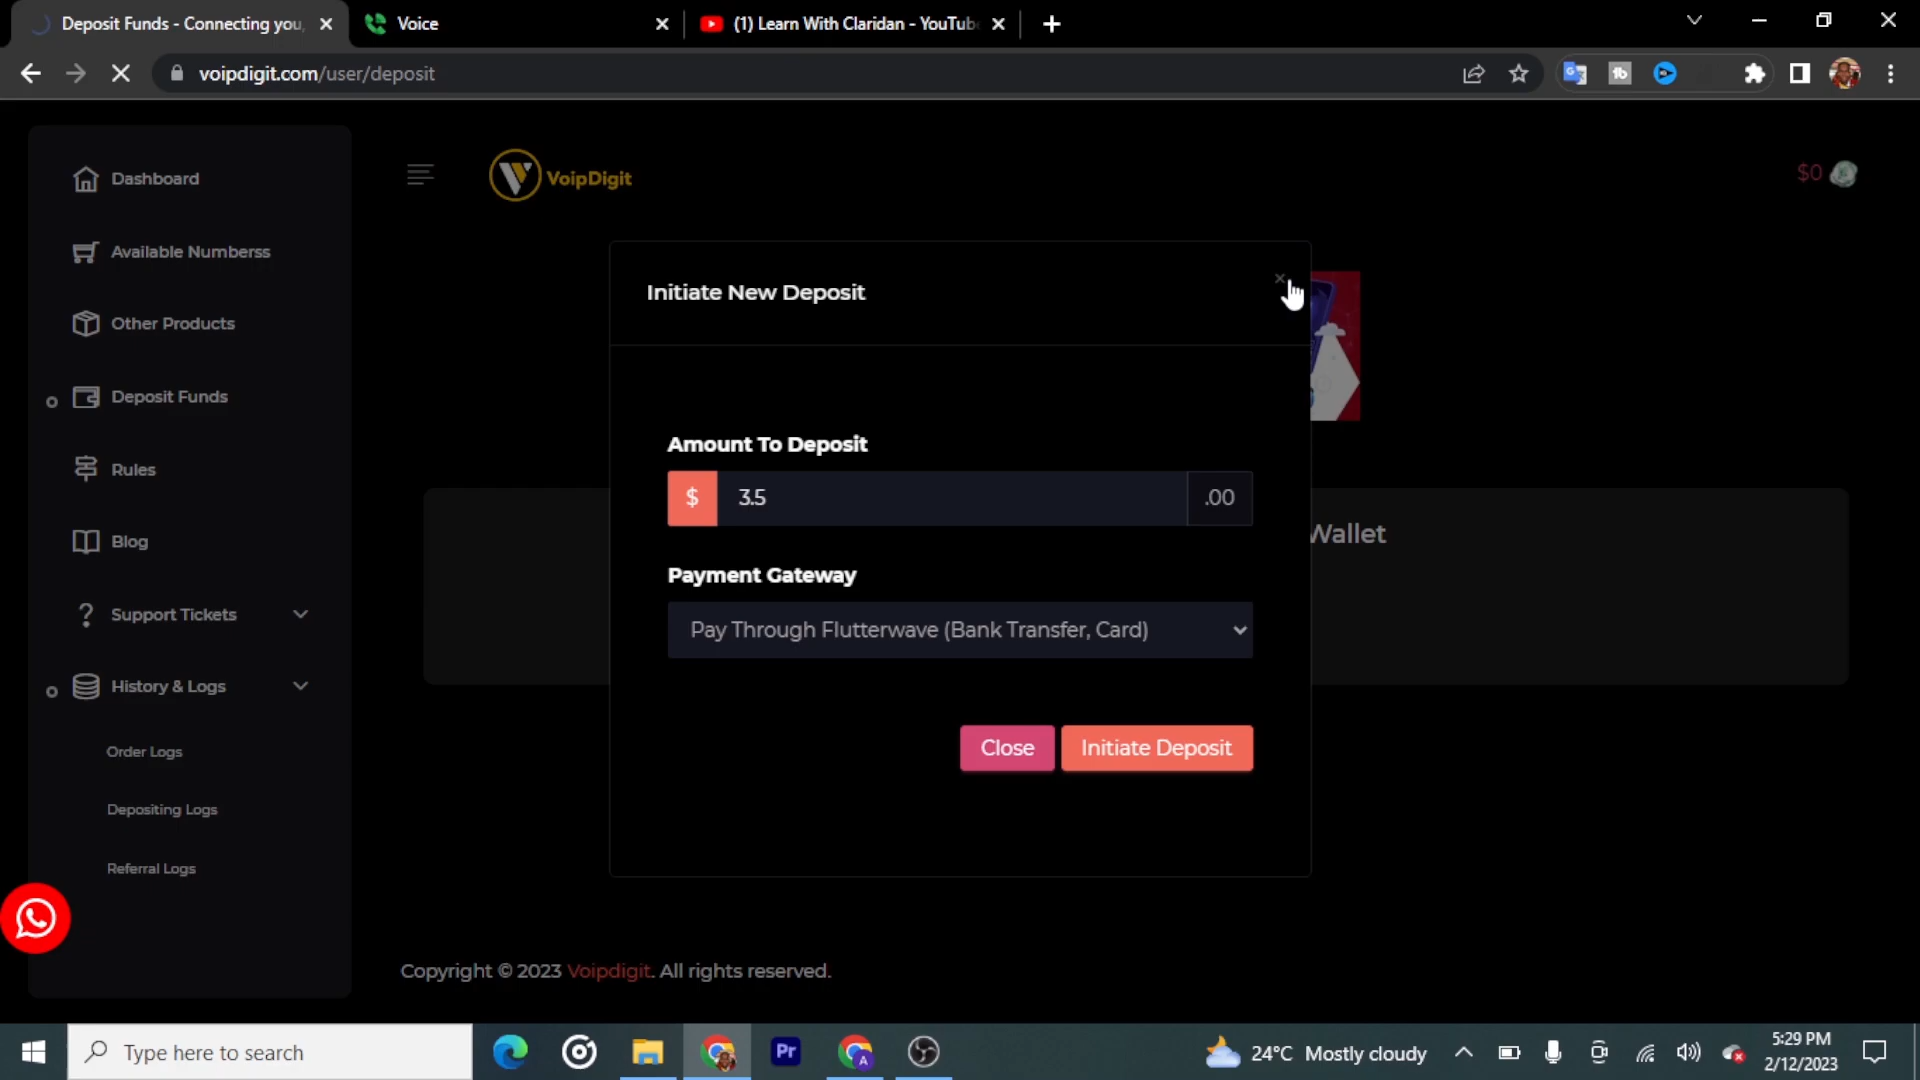 Deposit Funds - Connecting you,
Voice
(1) Learn With Claridan - YouTub
voipdigit.com/user/deposit
Dashboard
VoipDigit
$0
Available Numberss
Initiate New Deposit
Other Products
Deposit Funds
Amount To Deposit
Rules
$ 3.5 .00
Wallet
Blog
Payment Gateway
Support Tickets
Pay Through Flutterwave (Bank Transfer, Card)
History & Logs
Order Logs
Close
Initiate Deposit
Depositing Logs
Referral Logs
Copyright © 2023 Voipdigit. All rights reserved.
Type here to search
Pr
A
24°C Mostly cloudy
5:29 PM
2/12/2023